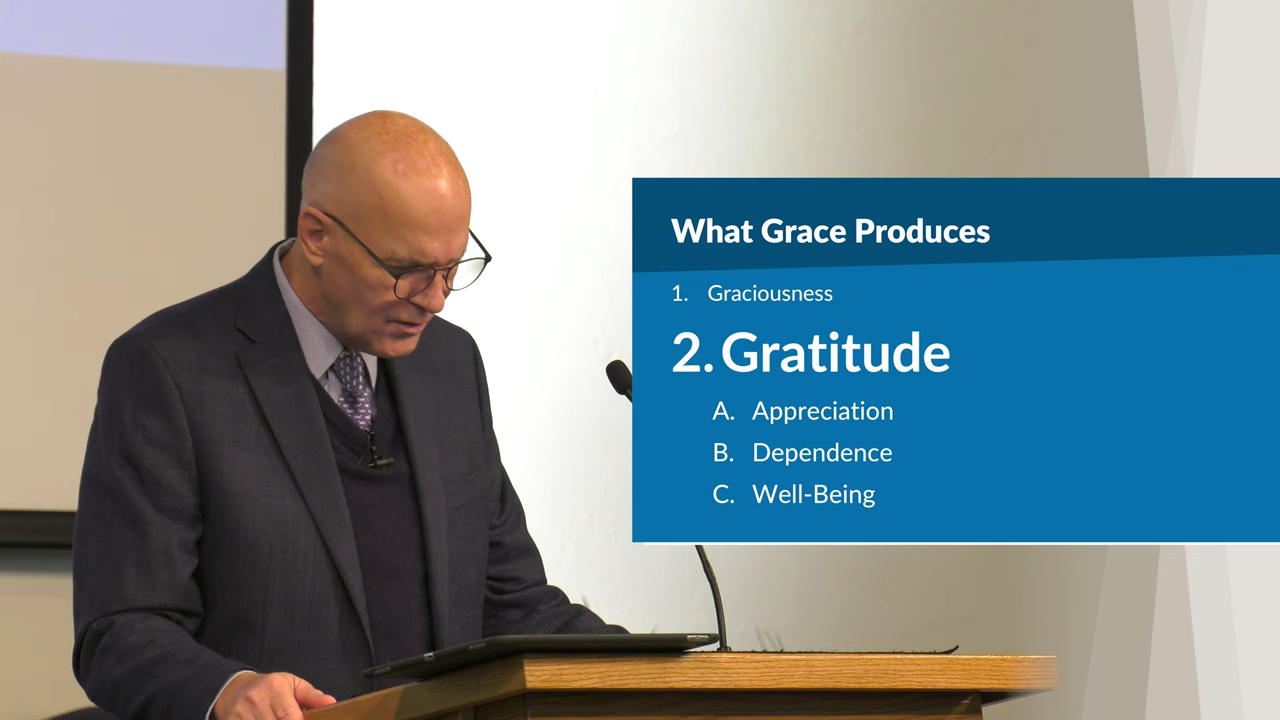 What Grace Produces
1. Graciousness
2. Gratitude
A. Appreciation
B. Dependence
C. Well-Being